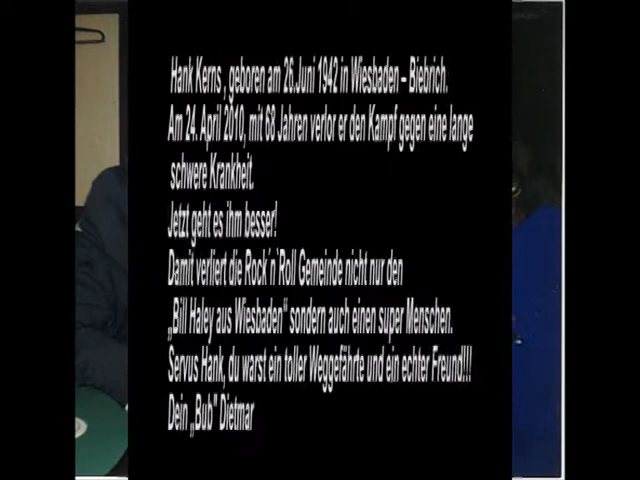 Hank Kerns , geboren am 26.Juni 1942 in Wiesbaden – Biebrich.
Am 24. April 2010, mit 68 Jahren verlor er den Kampf gegen eine lange
schwere Krankheit.
Jetzt geht es ihm besser!
Damit verliert die Rock´n`Roll Gemeinde nicht nur den
„Bill Haley aus Wiesbaden“ sondern auch einen super Menschen.
Servus Hank, du warst ein toller Weggefährte und ein echter Freund!!!
Dein „Bub“ Dietmar